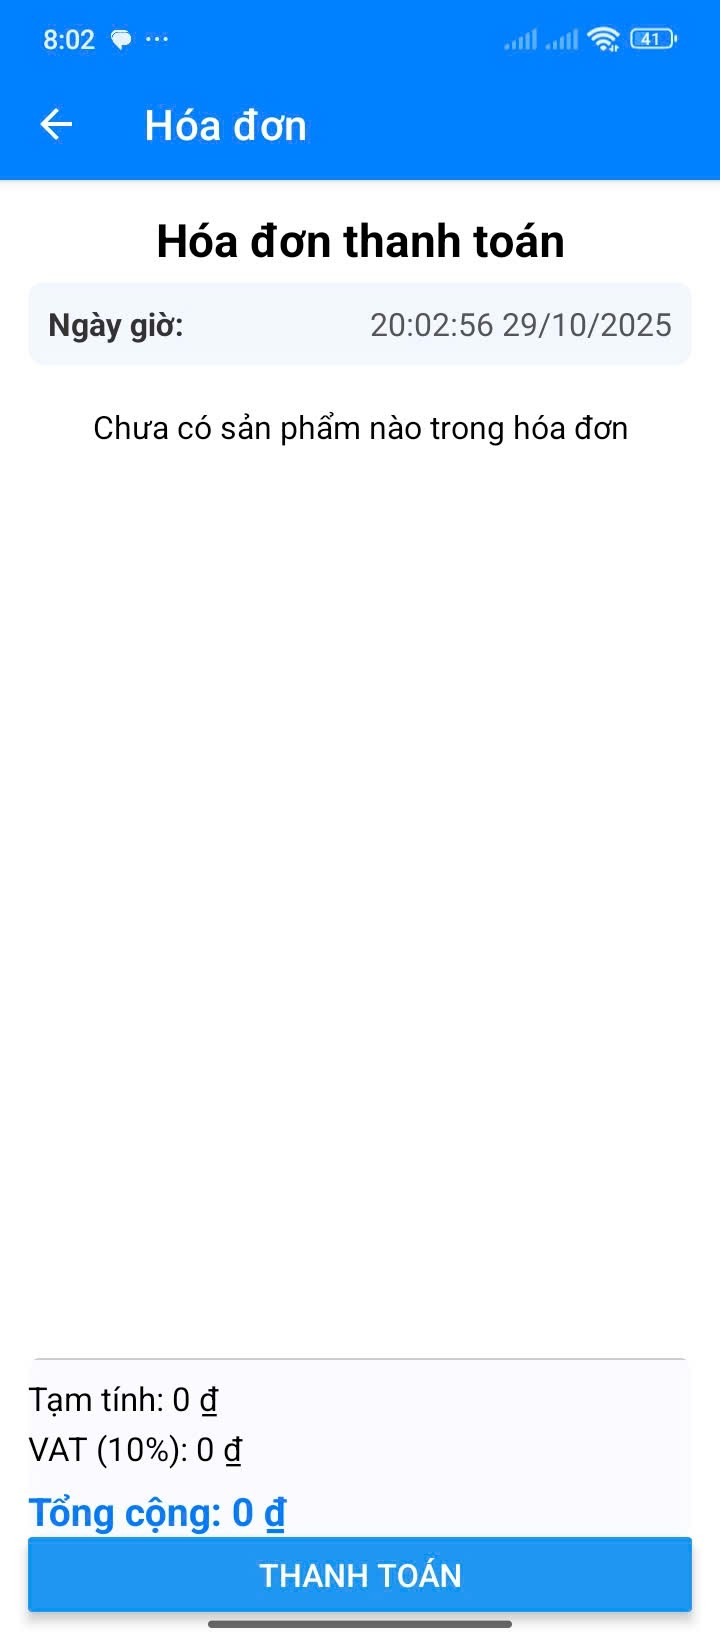 8:02 ... 41
Hóa đơn
Hóa đơn thanh toán
Ngày giờ: 20:02:56 29/10/2025
Chưa có sản phẩm nào trong hóa đơn
Tạm tính: 0 ₫
VAT (10%): 0 ₫
Tổng cộng: 0 ₫
THANH TOÁN